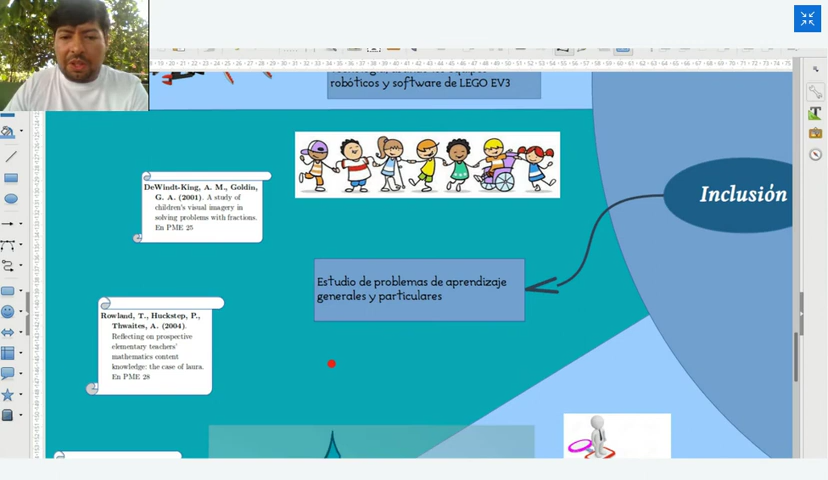 robóticos y software de LEGO EV3
Inclusión
DeWindt-King, A. M., Goldin,
G. A. (2001). A study of
children's visual imagery in
solving problems with fractions.
En PME 25
Estudio de problemas de aprendizaje
generales y particulares
Rowland, T., Huckstep, P.,
Thwaites, A. (2004).
Reflecting on prospective
elementary teachers'
mathematics content
knowledge: the case of laura.
En PME 28